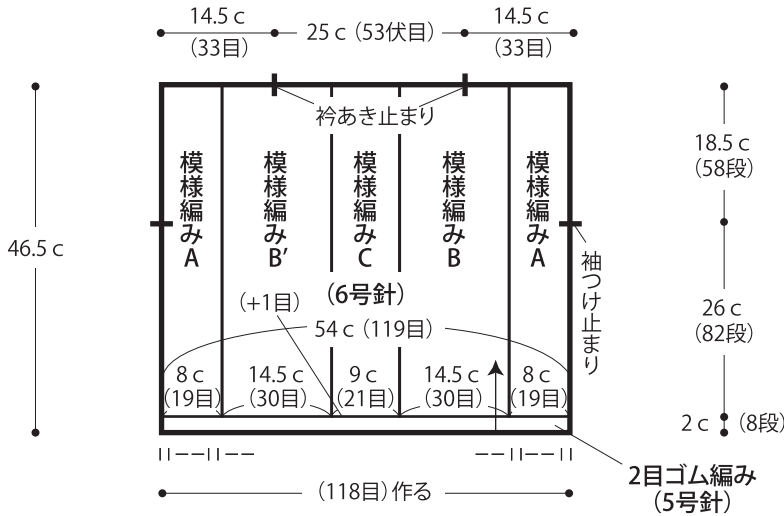 14.5 c
(33目)
25 c (53伏目)
14.5 c
(33目)
衿あき止まり
模様編みA
模様編みB’
模様編みC
模様編みB
模様編みA
18.5 c
(58段)
46.5 c
袖つけ止まり
(6号針)
(+1目)
54 c (119目)
26 c
(82段)
8 c
(19目)
14.5 c
(30目)
9 c
(21目)
14.5 c
(30目)
8 c
(19目)
2 c (8段)
2目ゴム編み
(5号針)
(118目)作る